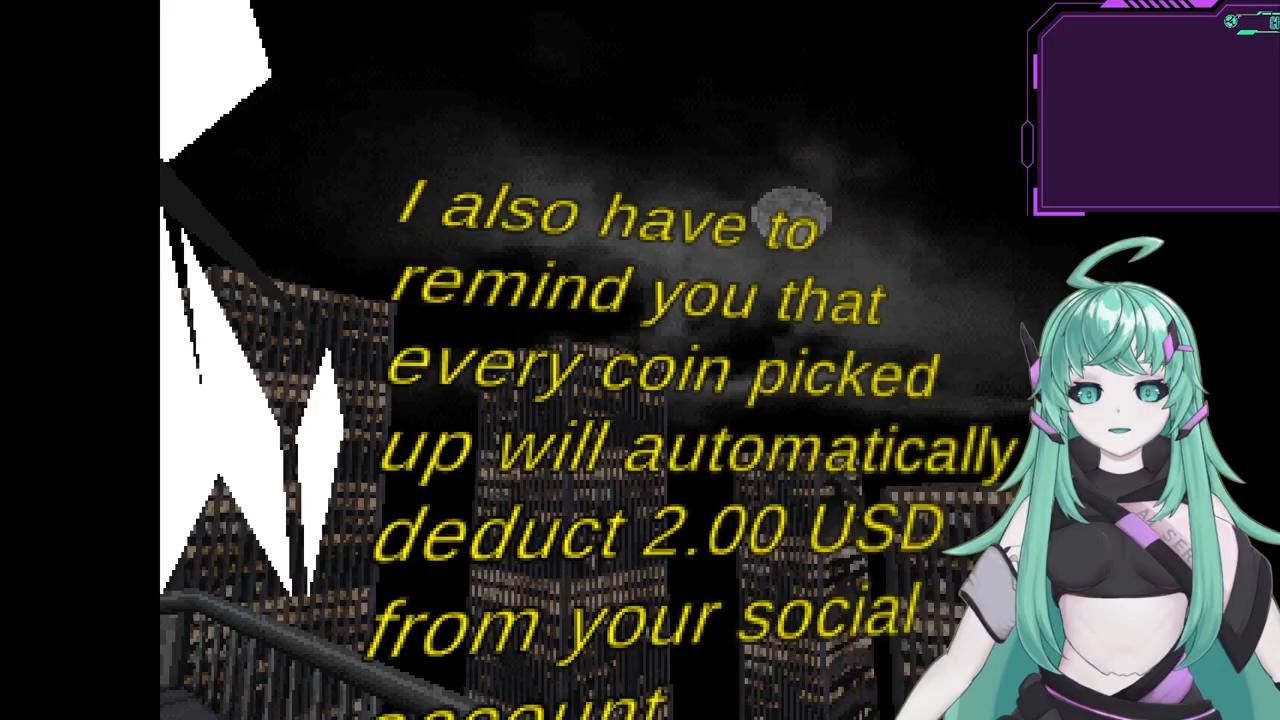 I also have to
remind you that
every coin picked
up will automatically
deduct 2.00 USD
from your social
account